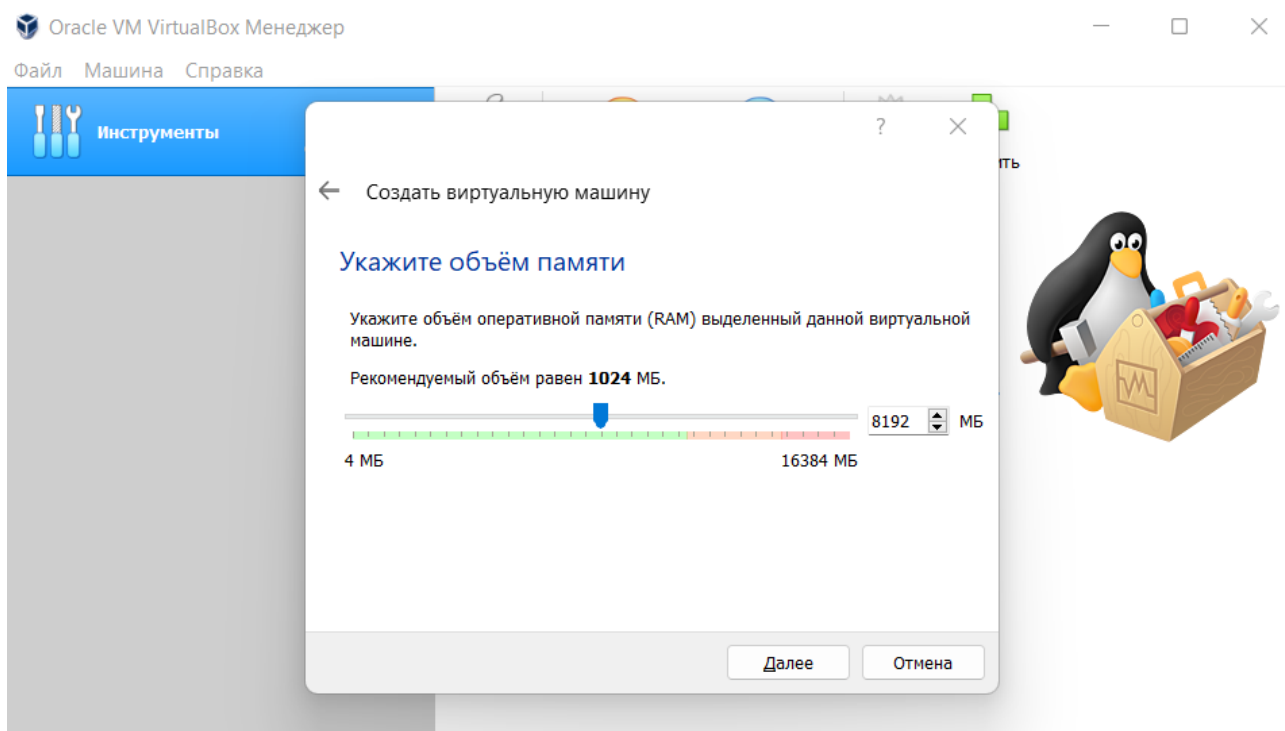 Oracle VM VirtualBox Менеджер
Файл Машина Справка
Инструменты
?
ить
Создать виртуальную машину
Укажите объём памяти
Укажите объём оперативной памяти (RAM) выделенный данной виртуальной
машине.
Рекомендуемый объём равен 1024 МБ.
8192 МБ
4 МБ 16384 МБ
Далее Отмена